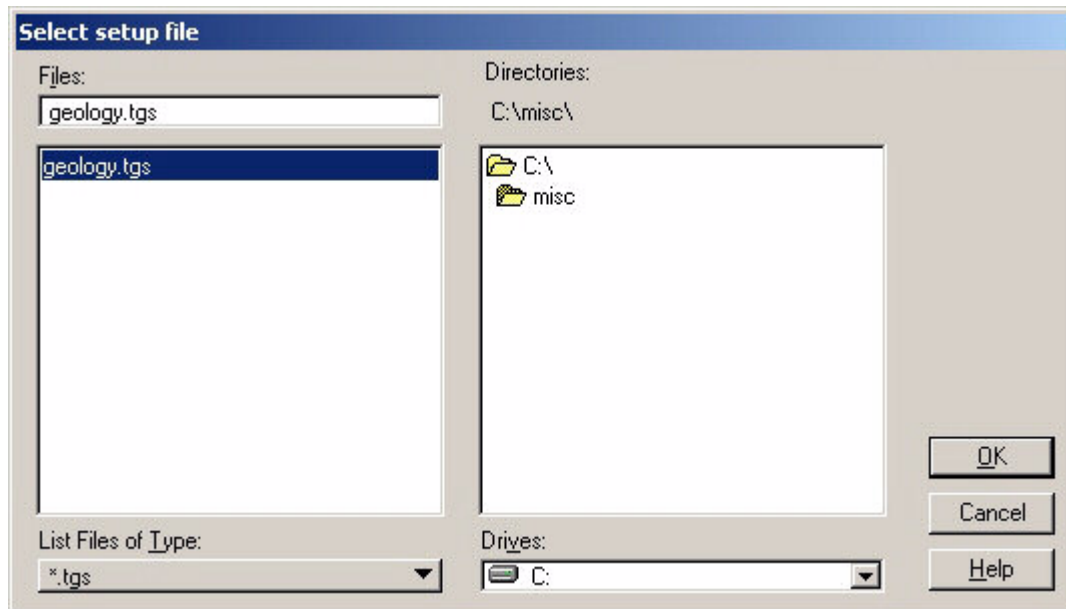 Select setup file
Files:
geology.tgs
geology.tgs
List Files of Type:
*.tgs
Directories:
C:\misc\
C:\
misc
Drives:
C:
OK
Cancel
Help